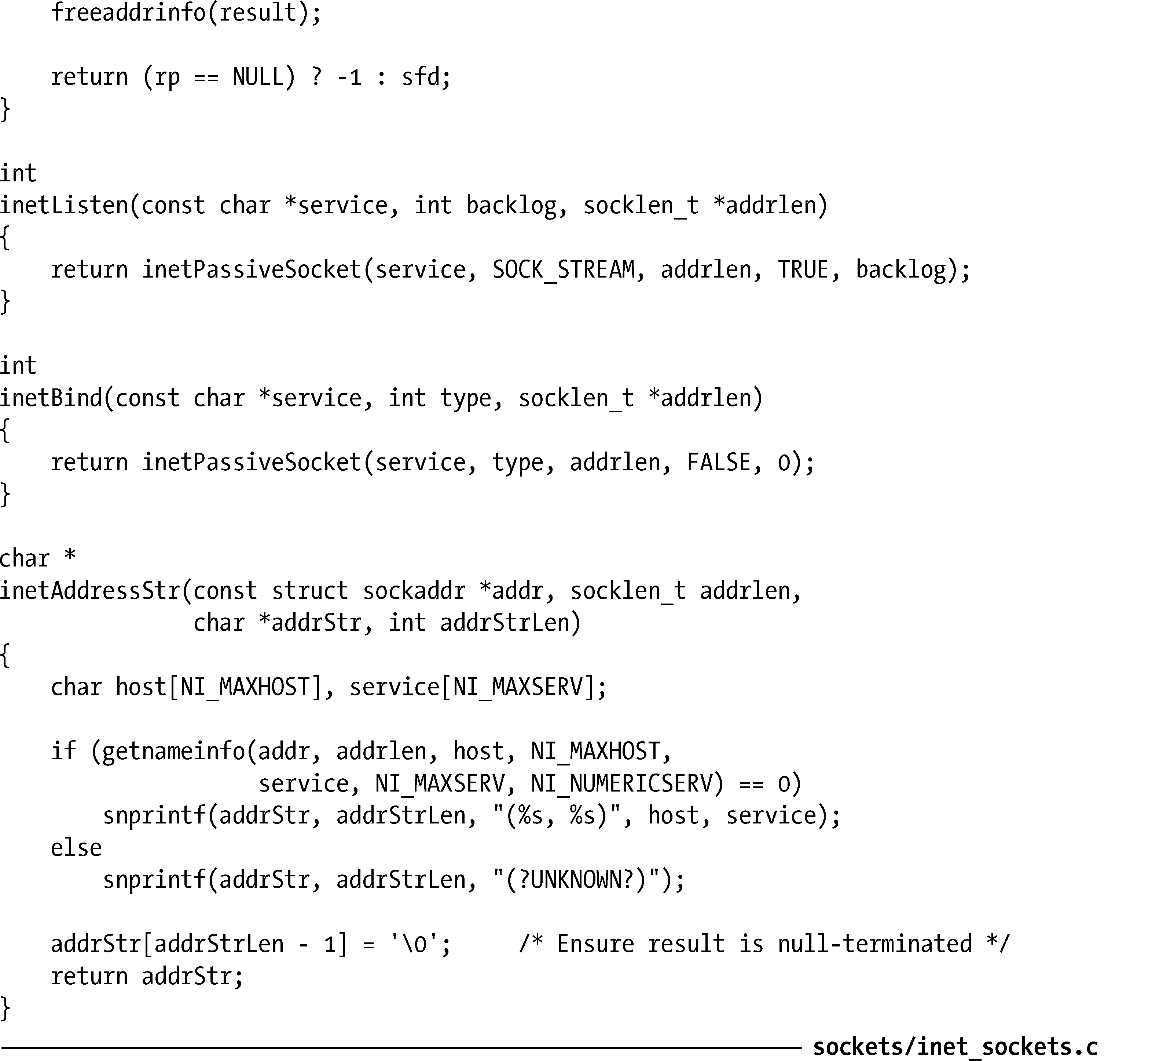 freeaddrinfo(result);

    return (rp == NULL) ? -1 : sfd;
}

int
inetListen(const char *service, int backlog, socklen_t *addrlen)
{
    return inetPassiveSocket(service, SOCK_STREAM, addrlen, TRUE, backlog);
}

int
inetBind(const char *service, int type, socklen_t *addrlen)
{
    return inetPassiveSocket(service, type, addrlen, FALSE, 0);
}

char *
inetAddressStr(const struct sockaddr *addr, socklen_t addrlen,
               char *addrStr, int addrStrLen)
{
    char host[NI_MAXHOST], service[NI_MAXSERV];

    if (getnameinfo(addr, addrlen, host, NI_MAXHOST,
                    service, NI_MAXSERV, NI_NUMERICSERV) == 0)
        snprintf(addrStr, addrStrLen, "(%s, %s)", host, service);
    else
        snprintf(addrStr, addrStrLen, "(?UNKNOWN?)");

    addrStr[addrStrLen - 1] = '\0';     /* Ensure result is null-terminated */
    return addrStr;
}
sockets/inet_sockets.c